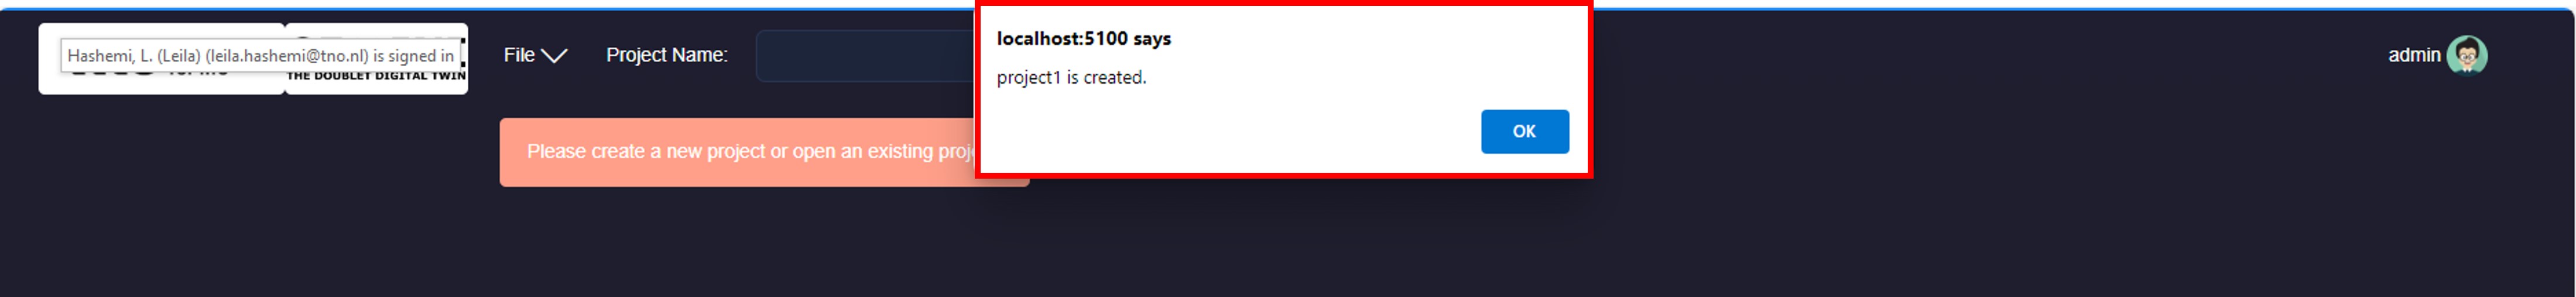 localhost:5100 says
Hashemi, L. (Leila) (leila.hashemi@tno.nl) is signed in
THE DOUBLET DIGITAL TWIN
File
Project Name:
admin
project1 is created.
OK
Please create a new project or open an existing